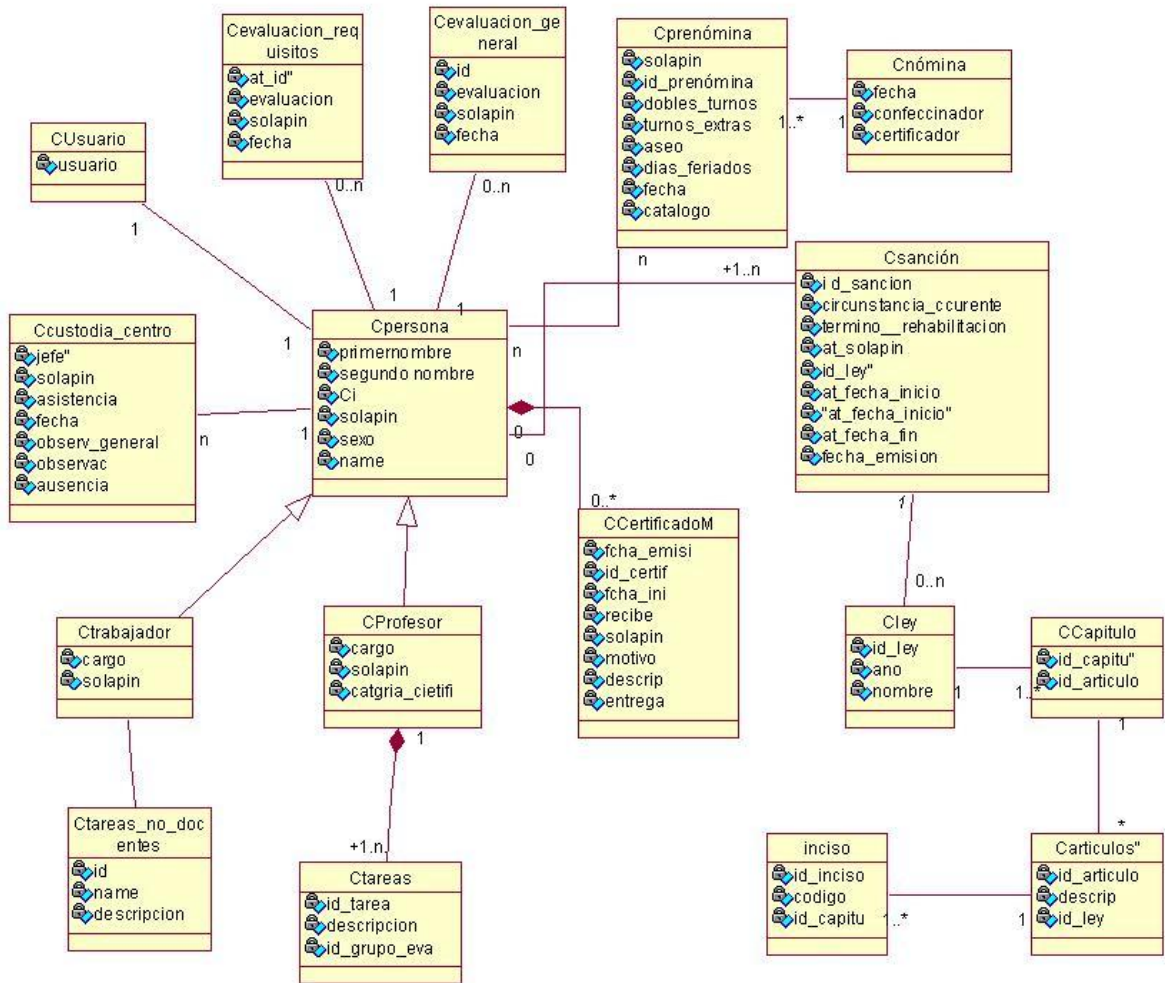 Cevaluacion_req
uisitos
at_id"
evaluacion
solapin
fecha
0..n
Cevaluacion_ge
neral
id
evaluacion
solapin
fecha
0..n
Cprenómina
solapin
id_prenómina
dobles_turnos
turnos_extras
aseo
dias_feriados
fecha
catalogo
1..*
n
Cnómina
fecha
confeccinador
certificador
1
CUsuario
usuario
1
1
1
1
Ccustodia_centro
jefe"
solapin
asistencia
fecha
observ_general
observac
ausencia
n
1
Cpersona
primernombre
segundo nombre
Ci
solapin
sexo
name
n
0
0
+1..n
Csanción
i d_sancion
circunstancia_ccurente
termino__rehabilitacion
at_solapin
id_ley"
at_fecha_inicio
"at_fecha_inicio"
at_fecha_fin
fecha_emision
1
0..n
0..*
CCertificadoM
fcha_emisi
id_certif
fcha_ini
recibe
solapin
motivo
descrip
entrega
Ctrabajador
cargo
solapin
CProfesor
cargo
solapin
catgria_cietifi
1
Cley
id_ley
ano
nombre
1
1..*
CCapitulo
id_capitu"
id_articulo
1
*
Ctareas_no_doc
entes
id
name
descripcion
+1..n
Ctareas
id_tarea
descripcion
id_grupo_eva
inciso
id_inciso
codigo
id_capitu
1..*
1
Carticulos"
id_articulo
descrip
id_ley